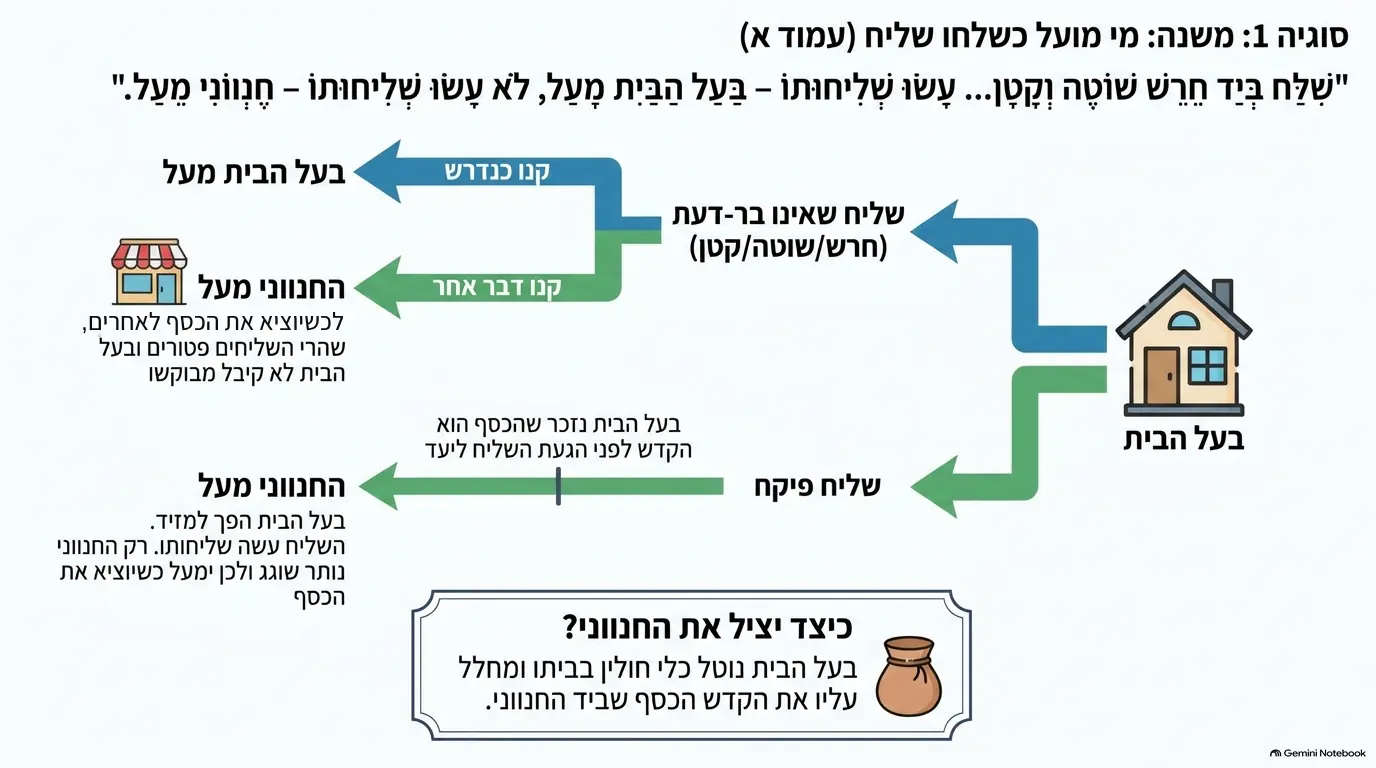 סוגיה 1: משנה: מי מועל כשלחו שליח (עמוד א)
"שִׁלַּח בְּיַד חֵרֵשׁ שׁוֹטֶה וְקָטָן... עָשׂוּ שְׁלִיחוּתוֹ – בַּעַל הַבַּיִת מָעַל, לֹא עָשׂוּ שְׁלִיחוּתוֹ – חֶנְווֹנִי מֵעַל."
בעל הבית
שליח שאינו בר-דעת
(חרש/שוטה/קטן)
קנו כנדרש
בעל הבית מעל
קנו דבר אחר
החנווני מעל
לכשיוציא את הכסף לאחרים,
שהרי השליחים פטורים ובעל
הבית לא קיבל מבוקשו
שליח פיקח
בעל הבית נזכר שהכסף הוא
הקדש לפני הגעת השליח ליעד
החנווני מעל
בעל הבית הפך למזיד.
השליח עשה שליחותו. רק החנווני
נותר שוגג ולכן ימעל כשיוציא את
הכסף
כיצד יציל את החנווני?
בעל הבית נוטל כלי חולין בביתו ומחלל
עליו את הקדש הכסף שביד החנווני.
Gemini Notebook